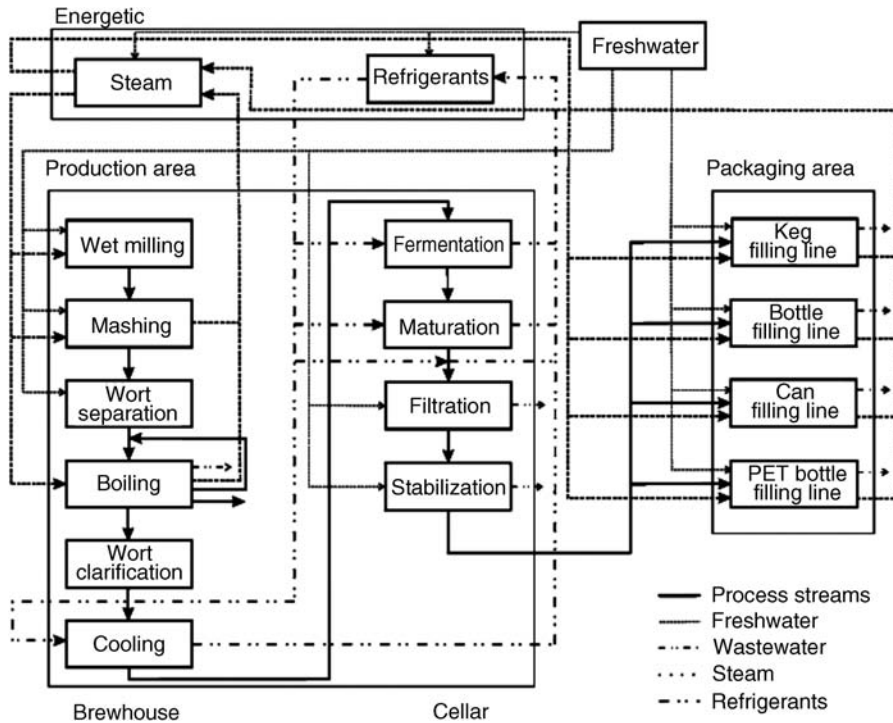 Energetic
Freshwater
Steam
Refrigerants
Production area
Packaging area
Wet milling
Mashing
Wort
separation
Boiling
Wort
clarification
Cooling
Fermentation
Maturation
Filtration
Stabilization
Keg
filling line
Bottle
filling line
Can
filling line
PET bottle
filling line
Process streams
Freshwater
Wastewater
Steam
Refrigerants
Brewhouse
Cellar